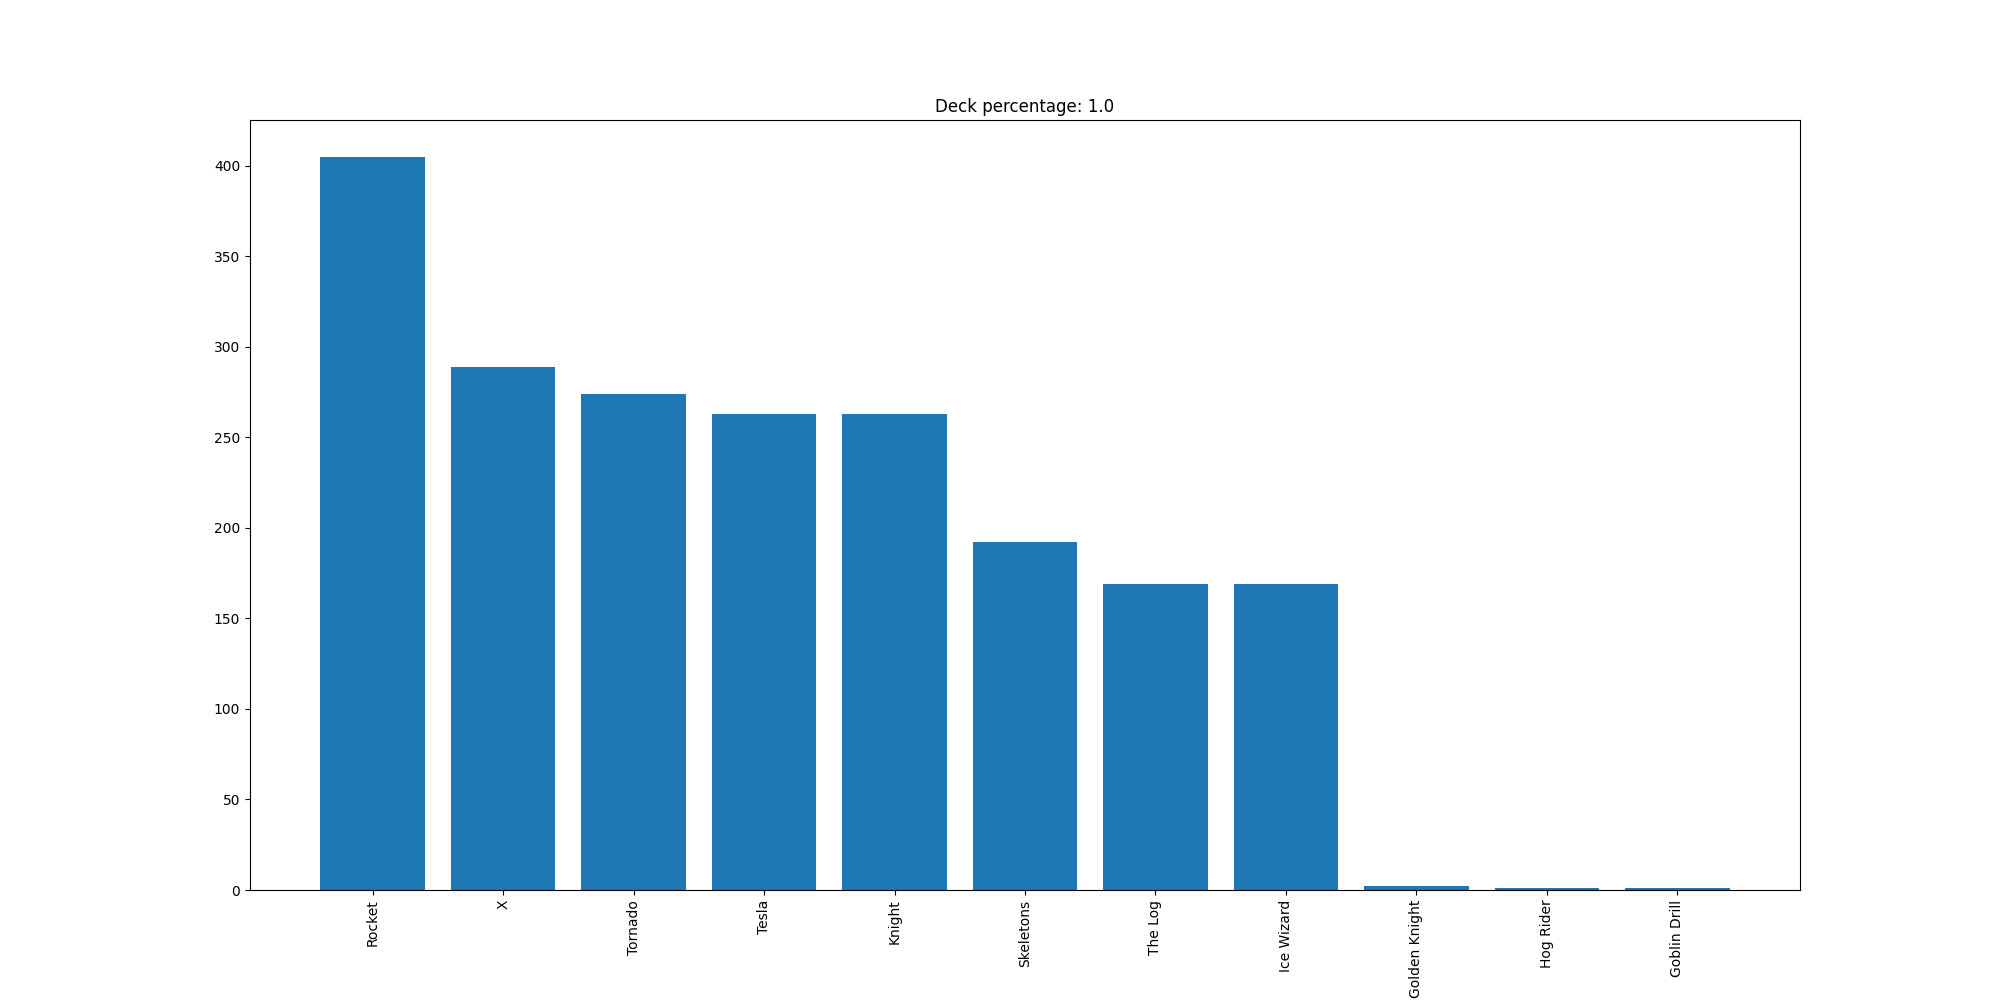 Deck percentage: 1.0
400
350
300
250
200
150
100
50
0
Rocket
X
Tornado
Tesla
Knight
Skeletons
The Log
Ice Wizard
Golden Knight
Hog Rider
Goblin Drill